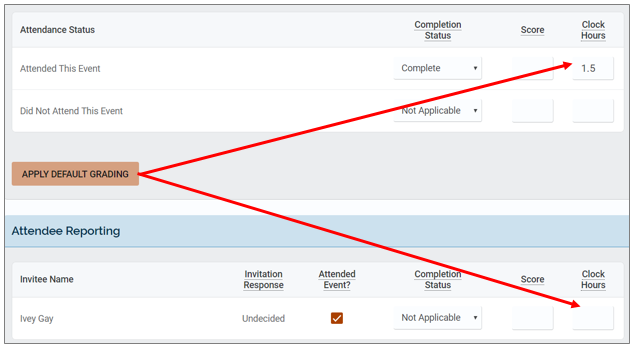 Attendance Status Completion Status Score Clock Hours
Attended This Event Complete 1.5
Did Not Attend This Event Not Applicable
APPLY DEFAULT GRADING
Attendee Reporting
Invitee Name Invitation Response Attended Event? Completion Status Score Clock Hours
Ivey Gay Undecided Not Applicable